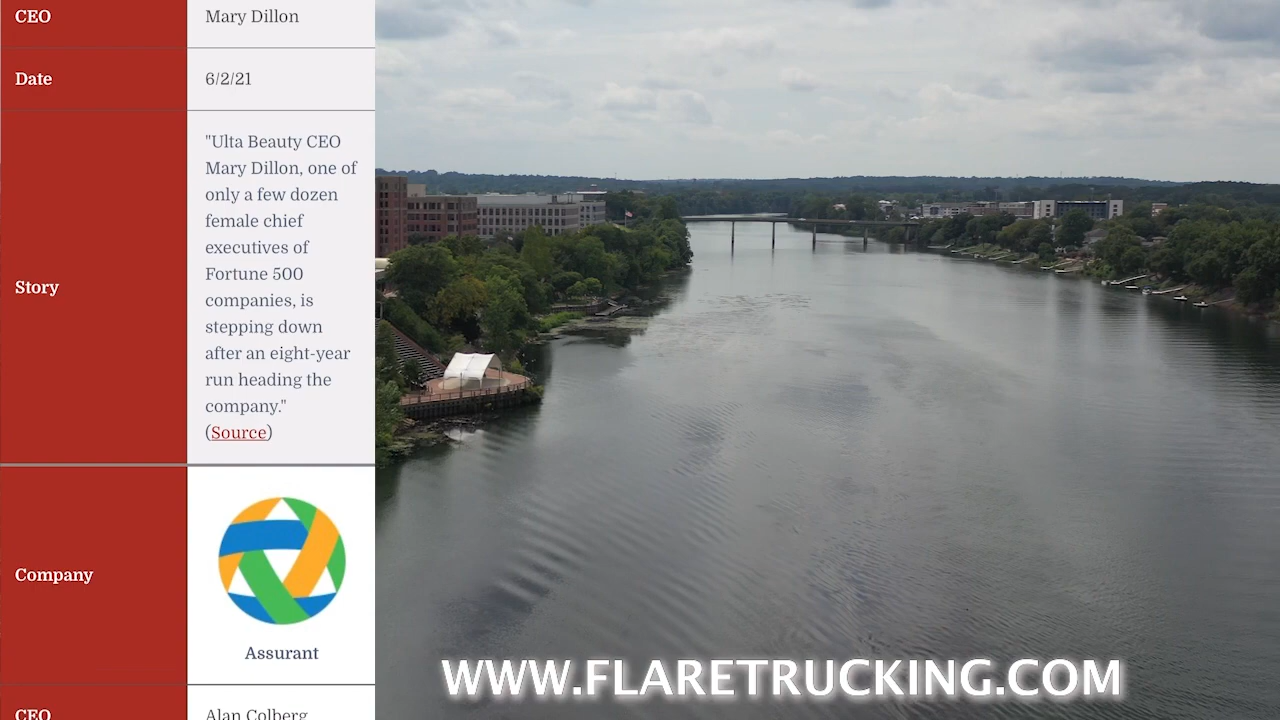 CEO
Mary Dillon
Date
6/2/21
Story
"Ulta Beauty CEO
Mary Dillon, one of
only a few dozen
female chief
executives of
Fortune 500
companies, is
stepping down
after an eight-year
run heading the
company."
(Source)
Company
Assurant
CEO
Alan Colberg
WWW.FLARETRUCKING.COM